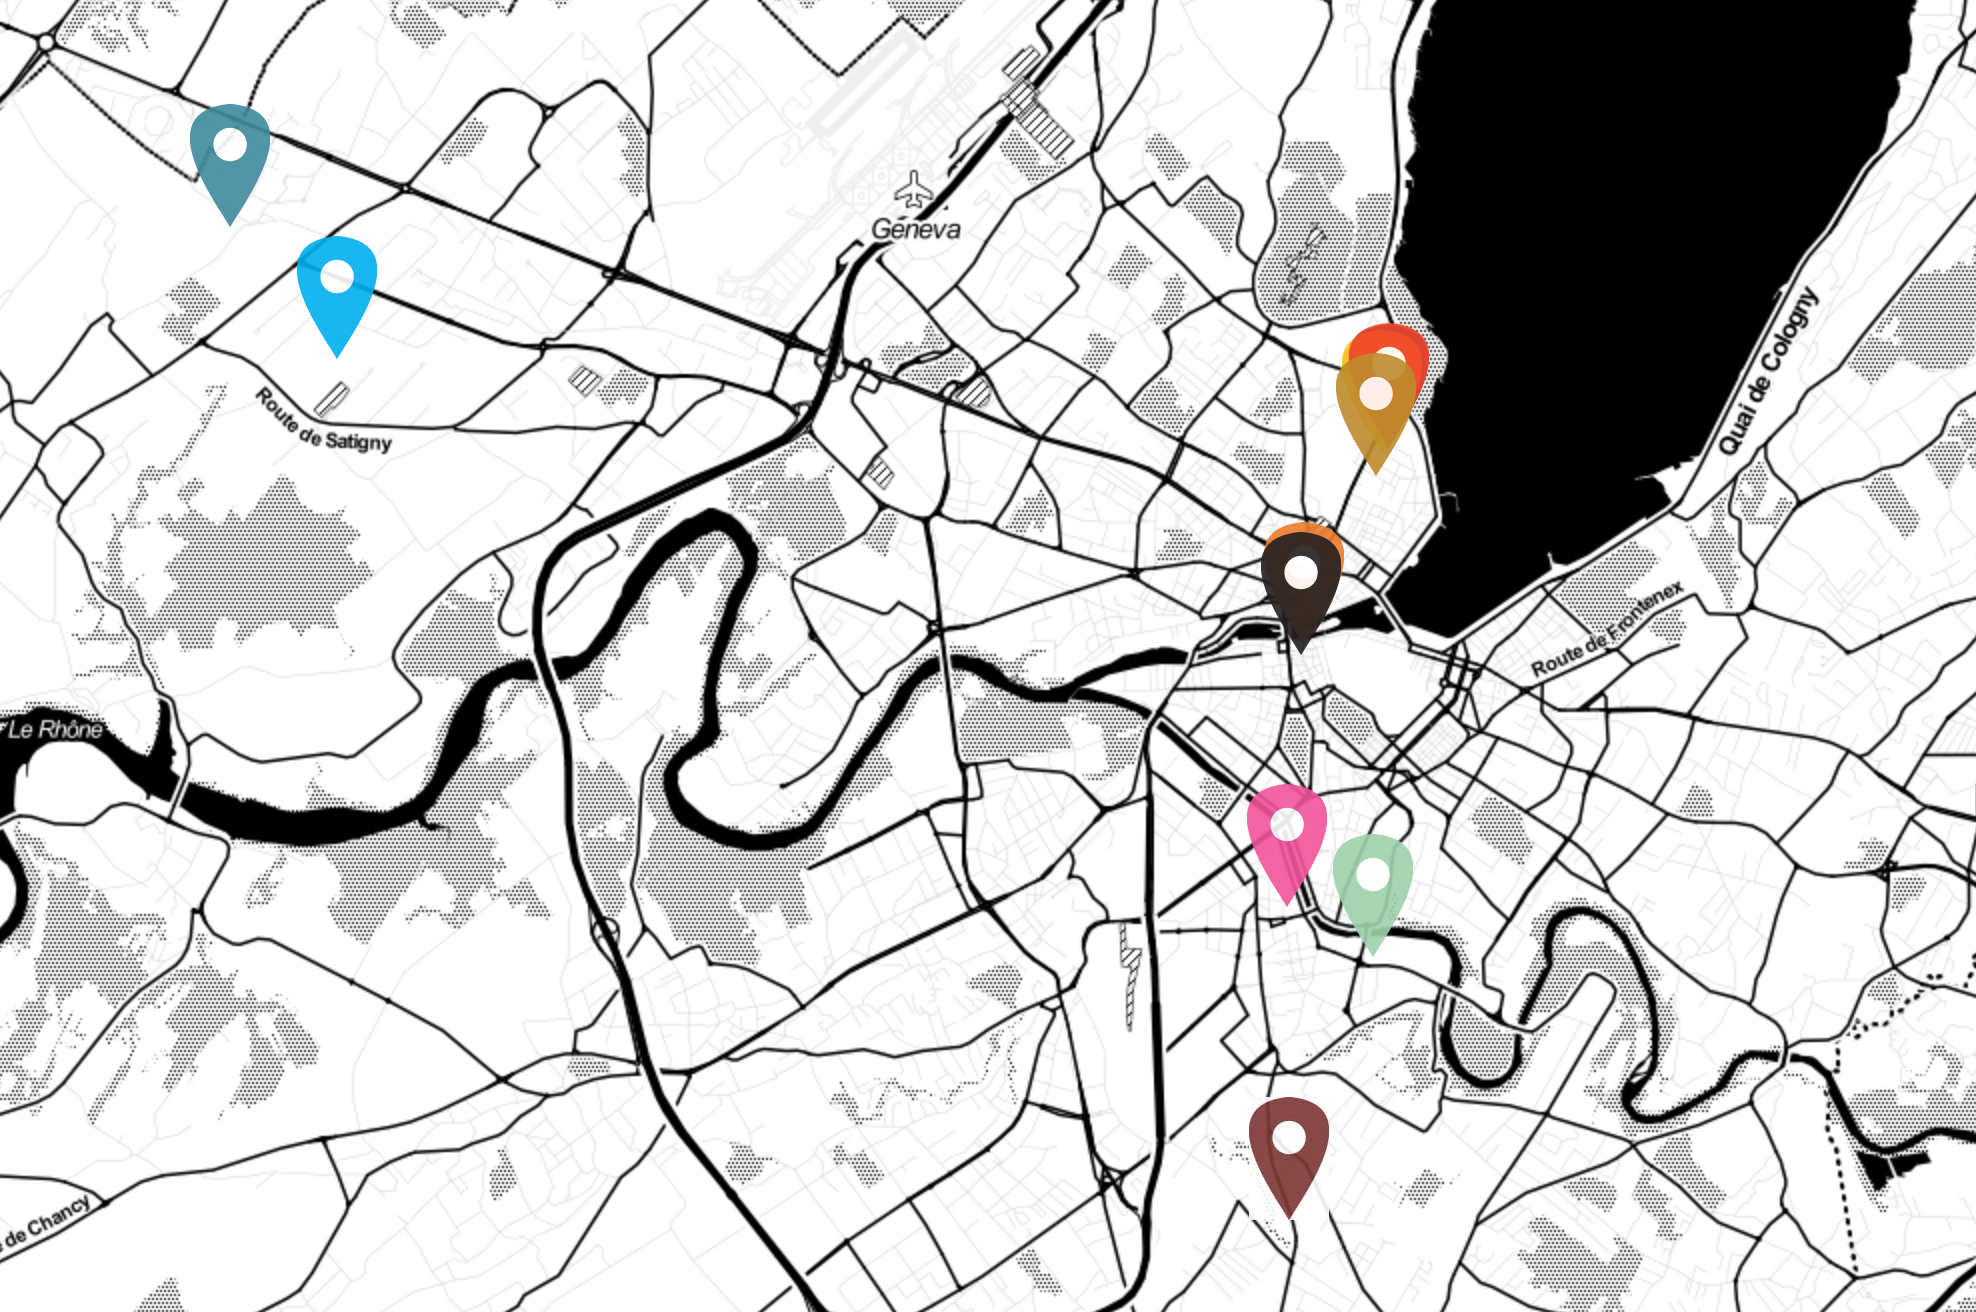 Geneva
Quai de Cologny
Route de Satigny
Route de Frontenex
Le Rhône
de Chancy